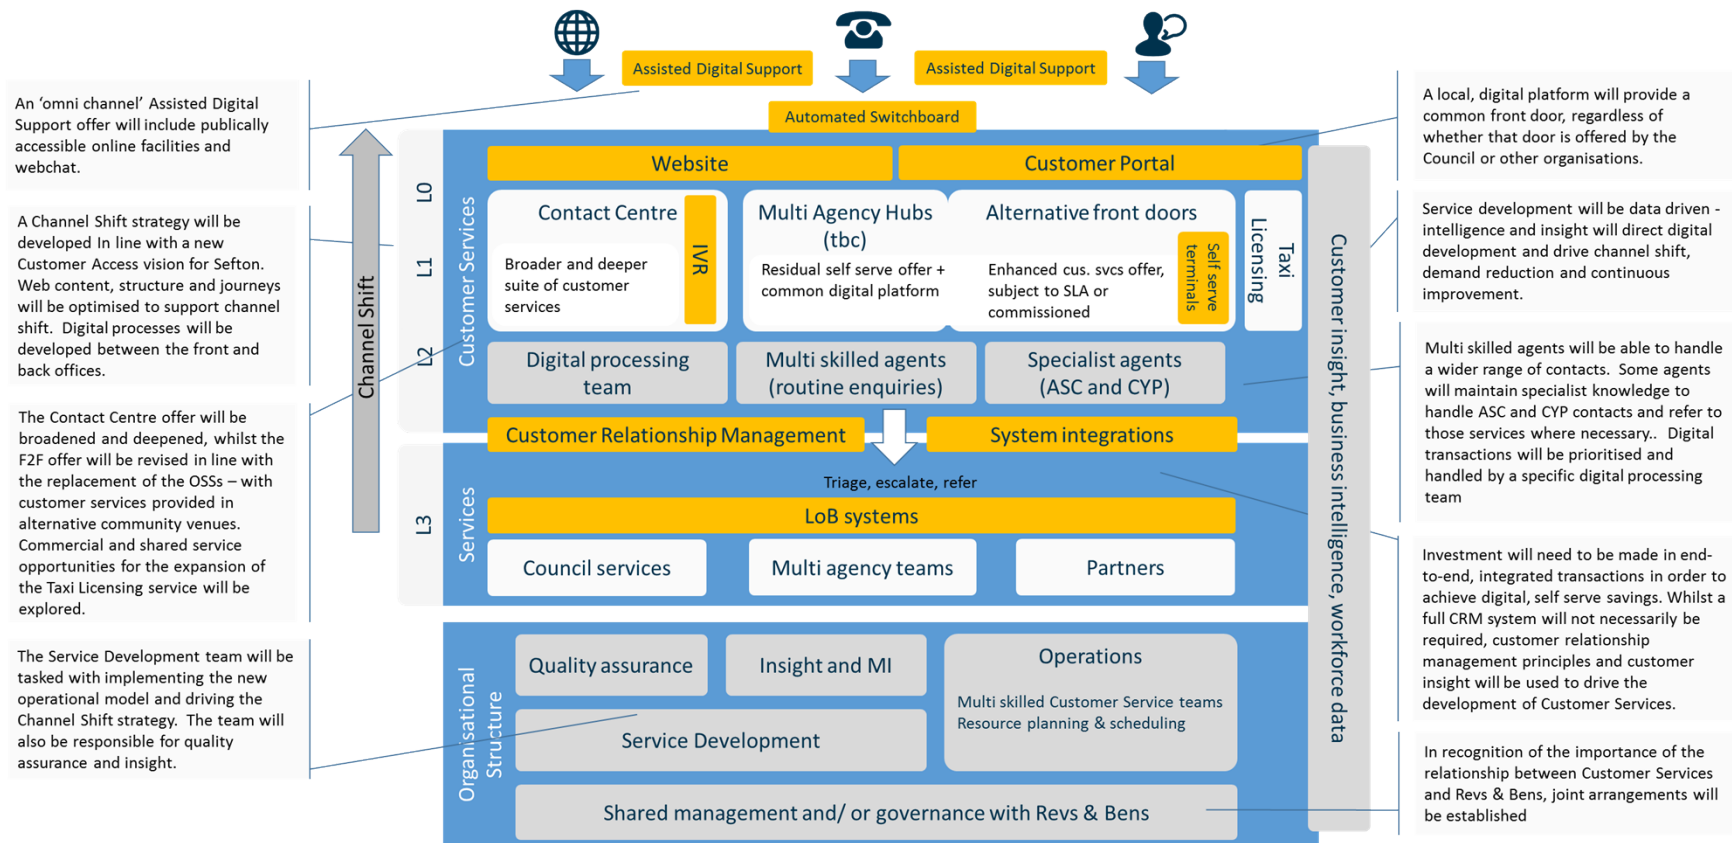 Assisted Digital Support
Assisted Digital Support
Automated Switchboard
An ‘omni channel’ Assisted Digital
Support offer will include publically
accessible online facilities and
webchat.
A Channel Shift strategy will be
developed In line with a new
Customer Access vision for Sefton.
Web content, structure and journeys
will be optimised to support channel
shift.  Digital processes will be
developed between the front and
back offices.
The Contact Centre offer will be
broadened and deepened, whilst the
F2F offer will be revised in line with
the replacement of the OSSs – with
customer services provided in
alternative community venues.
Commercial and shared service
opportunities for the expansion of
the Taxi Licensing service will be
explored.
The Service Development team will be
tasked with implementing the new
operational model and driving the
Channel Shift strategy.  The team will
also be responsible for quality
assurance and insight.
Channel Shift
L0
L1
L2
L3
Customer Services
Website
Customer Portal
Contact Centre
Broader and deeper
suite of customer
services
IVR
Multi Agency Hubs
(tbc)
Residual self serve offer +
common digital platform
Alternative front doors
Enhanced cus. svcs offer,
subject to SLA or
commissioned
Self serve
terminals
Taxi
Licensing
Digital processing
team
Multi skilled agents
(routine enquiries)
Specialist agents
(ASC and CYP)
Customer Relationship Management
System integrations
Services
Triage, escalate, refer
LoB systems
Council services
Multi agency teams
Partners
Organisational
Structure
Quality assurance
Insight and MI
Operations
Multi skilled Customer Service teams
Resource planning & scheduling
Service Development
Shared management and/ or governance with Revs & Bens
Customer insight, business intelligence, workforce data
A local, digital platform will provide a
common front door, regardless of
whether that door is offered by the
Council or other organisations.
Service development will be data driven -
intelligence and insight will direct digital
development and drive channel shift,
demand reduction and continuous
improvement.
Multi skilled agents will be able to handle
a wider range of contacts.  Some agents
will maintain specialist knowledge to
handle ASC and CYP contacts and refer to
those services where necessary..  Digital
transactions will be prioritised and
handled by a specific digital processing
team
Investment will need to be made in end-
to-end, integrated transactions in order to
achieve digital, self serve savings. Whilst a
full CRM system will not necessarily be
required, customer relationship
management principles and customer
insight will be used to drive the
development of Customer Services.
In recognition of the importance of the
relationship between Customer Services
and Revs & Bens, joint arrangements will
be established